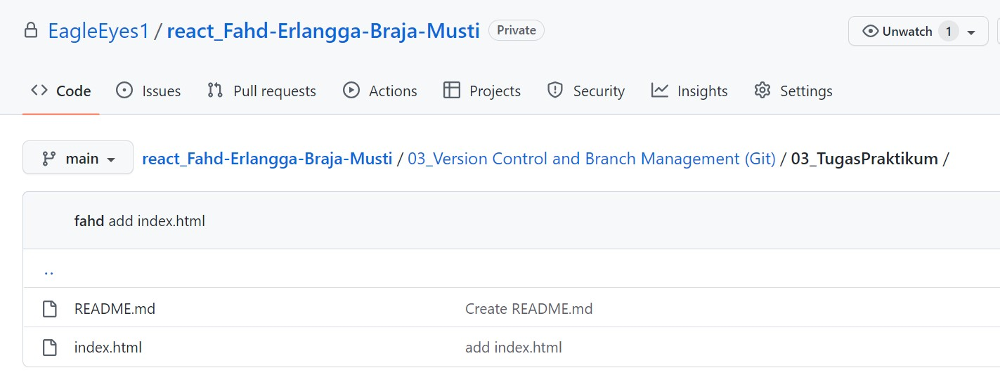 EagleEyes1 / react_Fahd-Erlangga-Braja-Musti Private Unwatch 1
Code Issues Pull requests Actions Projects Security Insights Settings
main react_Fahd-Erlangga-Braja-Musti / 03_Version Control and Branch Management (Git) / 03_TugasPraktikum /
fahd add index.html
..
README.md Create README.md
index.html add index.html